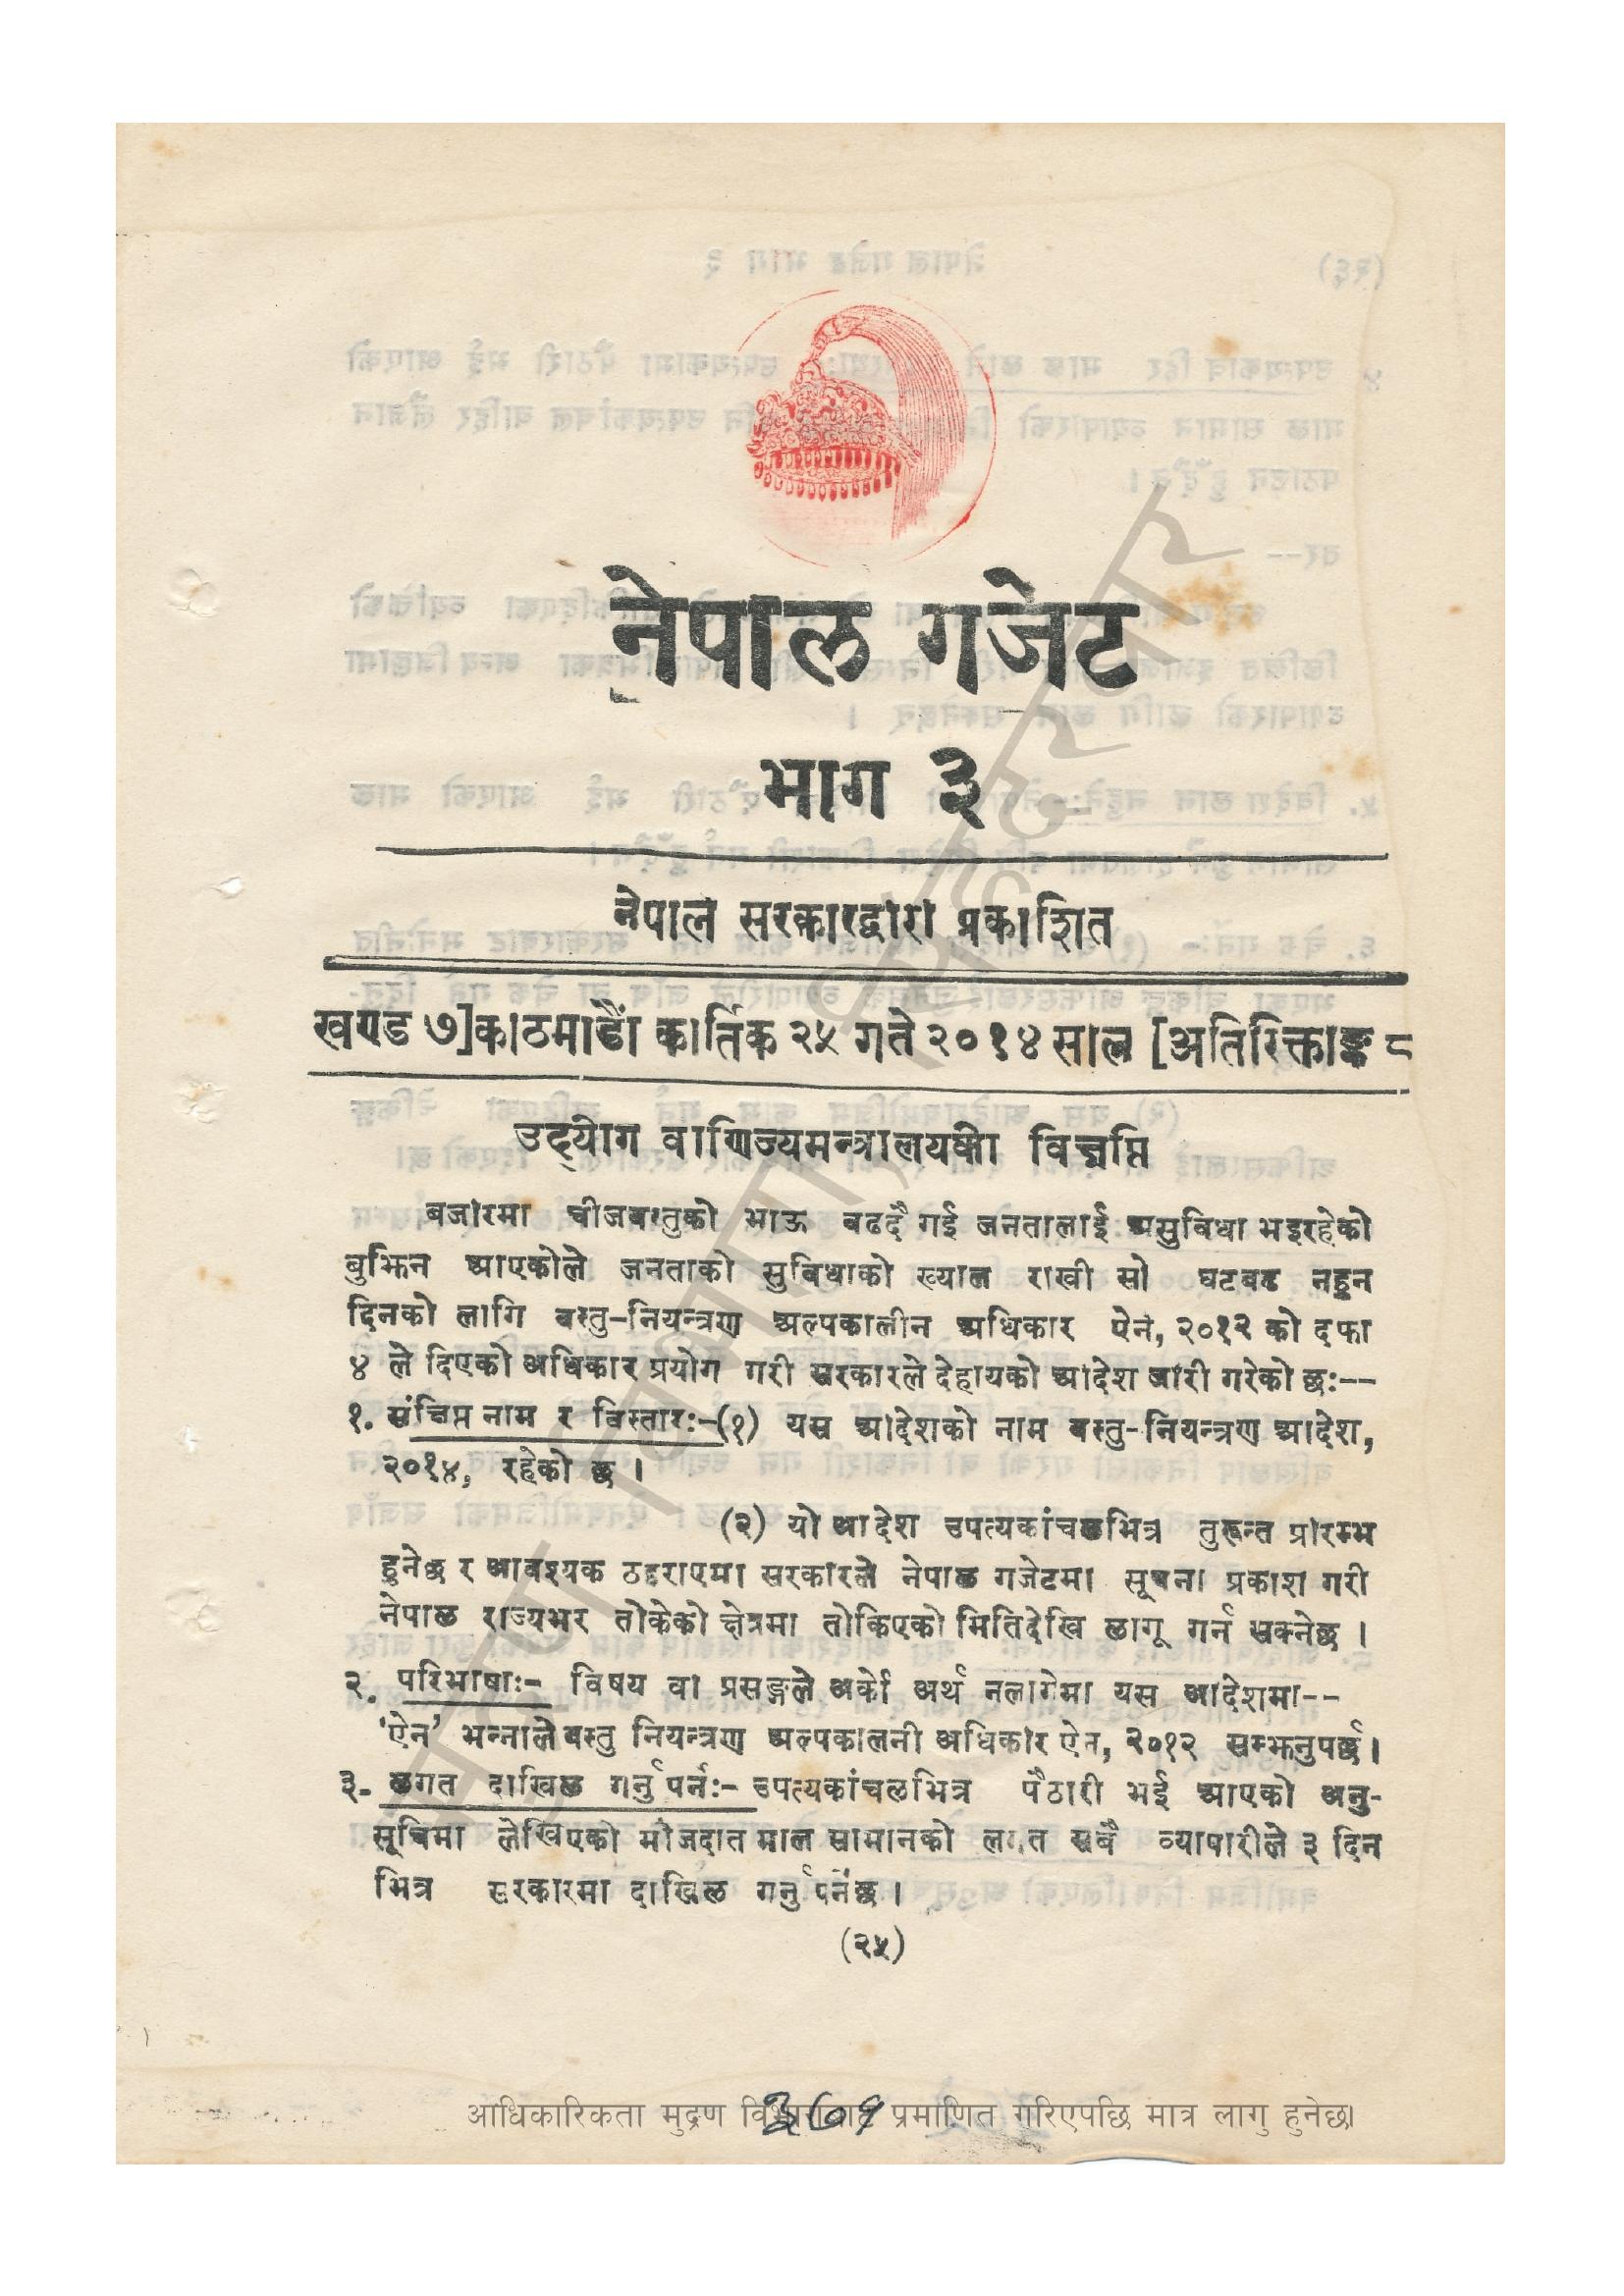 नेपाल गजेट
भाग ३
नेपाल सरकारद्वारा प्रकाशित
खण्ड ७] काठमाडौं कार्तिक २५ गते २०१४ साल [अतिरिक्ताङ्क ८
उद्योग वाणिज्यमन्त्रालयको विज्ञप्ति
बजारमा चीजबस्तुको भाऊ बढदै गई जनतालाई असुविधा भइरहेको
बुझिन आएकोले जनताको सुविधाको ख्याल राखी सो घटबढ नहुन
दिनको लागि वस्तु-नियन्त्रण अल्पकालीन अधिकार ऐन, २०१२ को दफा
४ ले दिएको अधिकार प्रयोग गरी सरकारले देहायको आदेश जारी गरेको छः--
१. संक्षिप्त नाम र विस्तारः-(१) यस आदेशको नाम वस्तु-नियन्त्रण आदेश,
२०१४, रहेको छ ।
(२) यो आदेश उपत्यकांचलभित्र तुरुन्त प्रारम्भ
हुनेछ र आवश्यक ठहराएमा सरकारले नेपाल गजेटमा सूचना प्रकाश गरी
नेपाल राज्यभर तोकेको क्षेत्रमा तोकिएको मितिदेखि लागू गर्न सक्नेछ ।
२. परिभाषाः- विषय वा प्रसङ्गले अर्को अर्थ नलागेमा यस आदेशमा--
'ऐन' भन्नाले वस्तु नियन्त्रण अल्पकालनी अधिकार ऐन, २०१२ सम्झनुपर्छ ।
३. लगत दाखिल गर्नु पर्नेः- उपत्यकांचलभित्र पैठारी भई आएको अनु-
सूचिमा लेखिएको मौजदात माल सामानको लगत सबै व्यापारीले ३ दिन
भित्र सरकारमा दाखिल गर्नु पर्नेछ ।
(२५)
३७१
आधिकारिकता मुद्रण विभागबाट प्रमाणित गरिएपछि मात्र लागु हुनेछ।